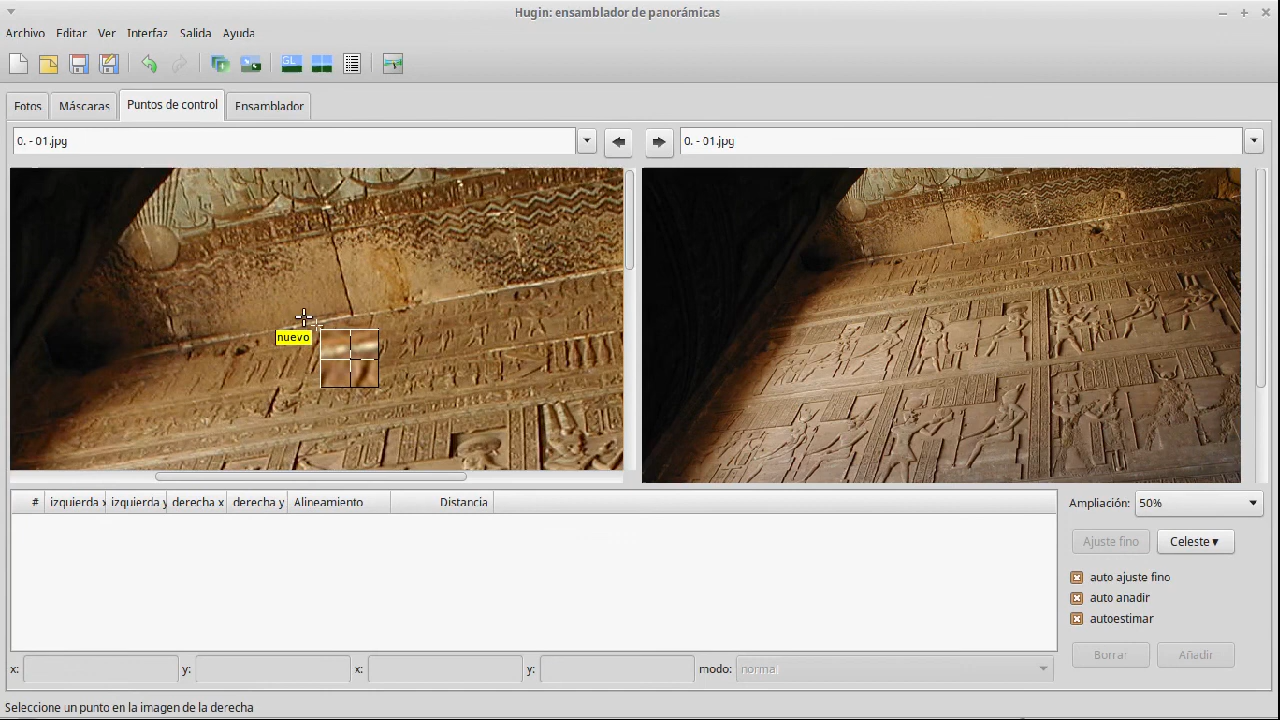 Hugin: ensamblador de panorámicas
Archivo Editar Ver Interfaz Salida Ayuda
GL
Fotos Máscaras Puntos de control Ensamblador
0. - 01.jpg 0. - 01.jpg
nuevo
# izquierda x izquierda y derecha x derecha y Alineamiento Distancia
Ampliación: 50%
Ajuste fino Celeste
auto ajuste fino
auto anadir
autoestimar
Borrar Añadir
x: y: x: y: modo: normal
Seleccione un punto en la imagen de la derecha